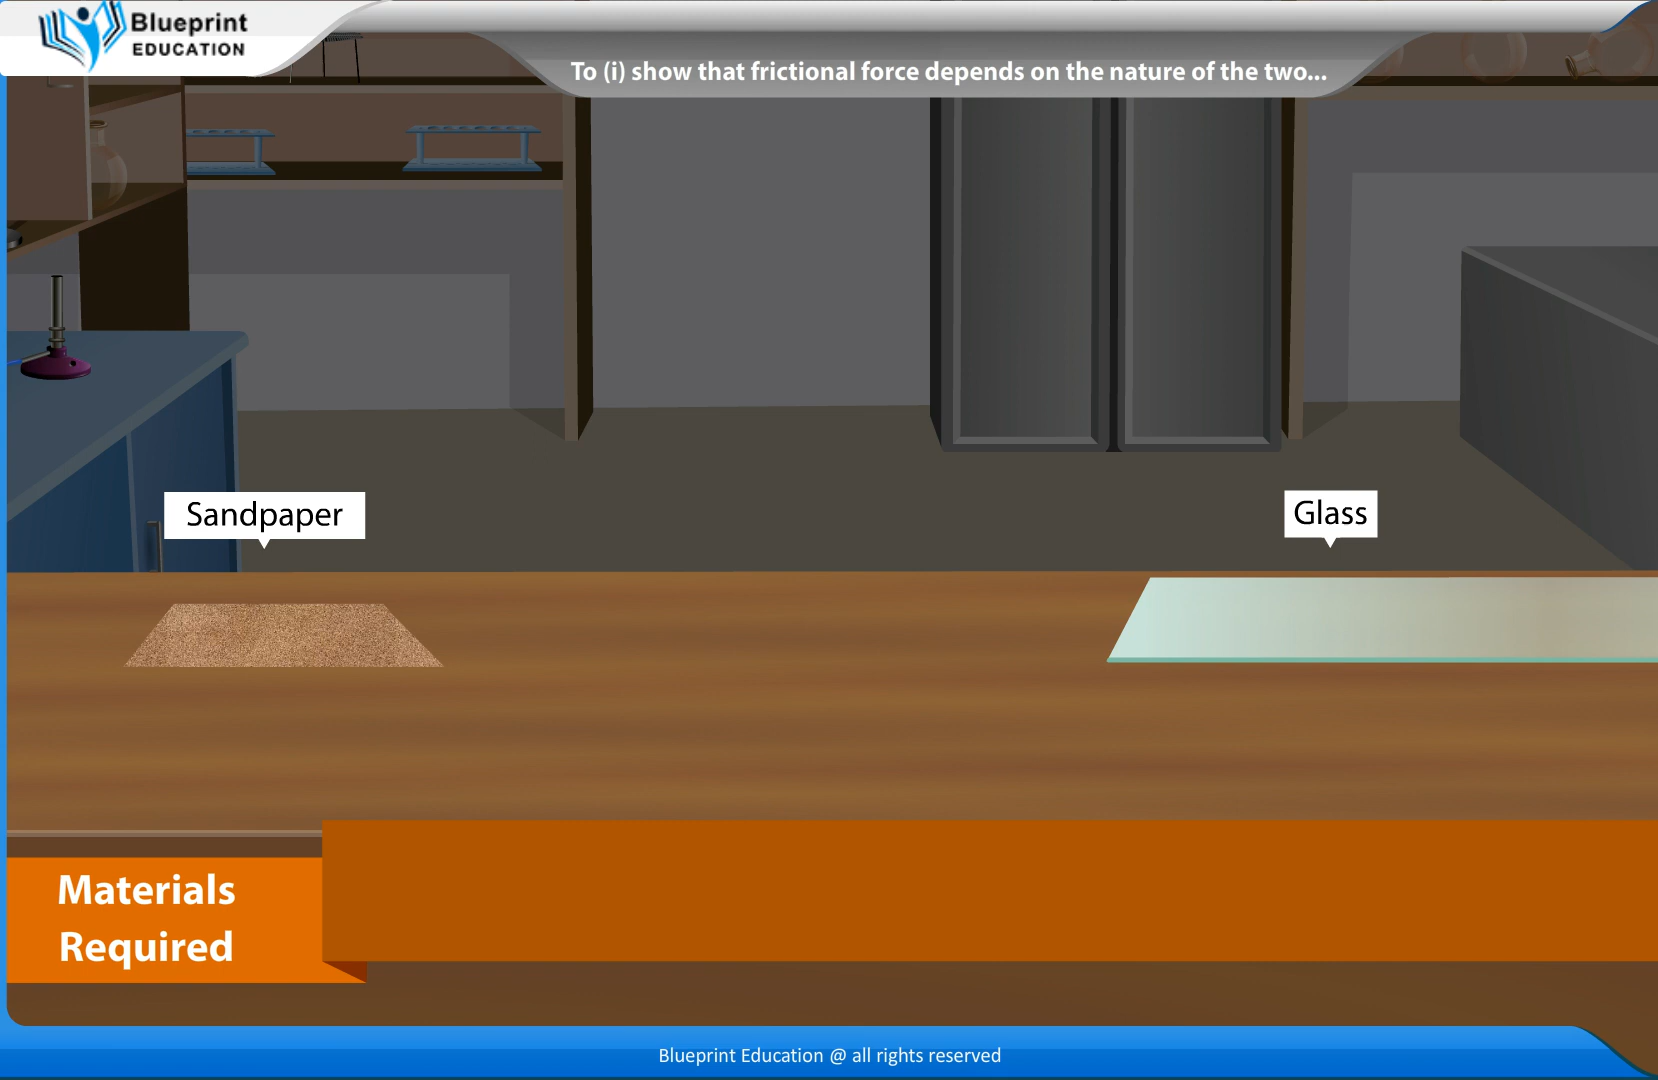 Blueprint
EDUCATION
To (i) show that frictional force depends on the nature of the two...
Sandpaper
Glass
Materials
Required
Blueprint Education @ all rights reserved